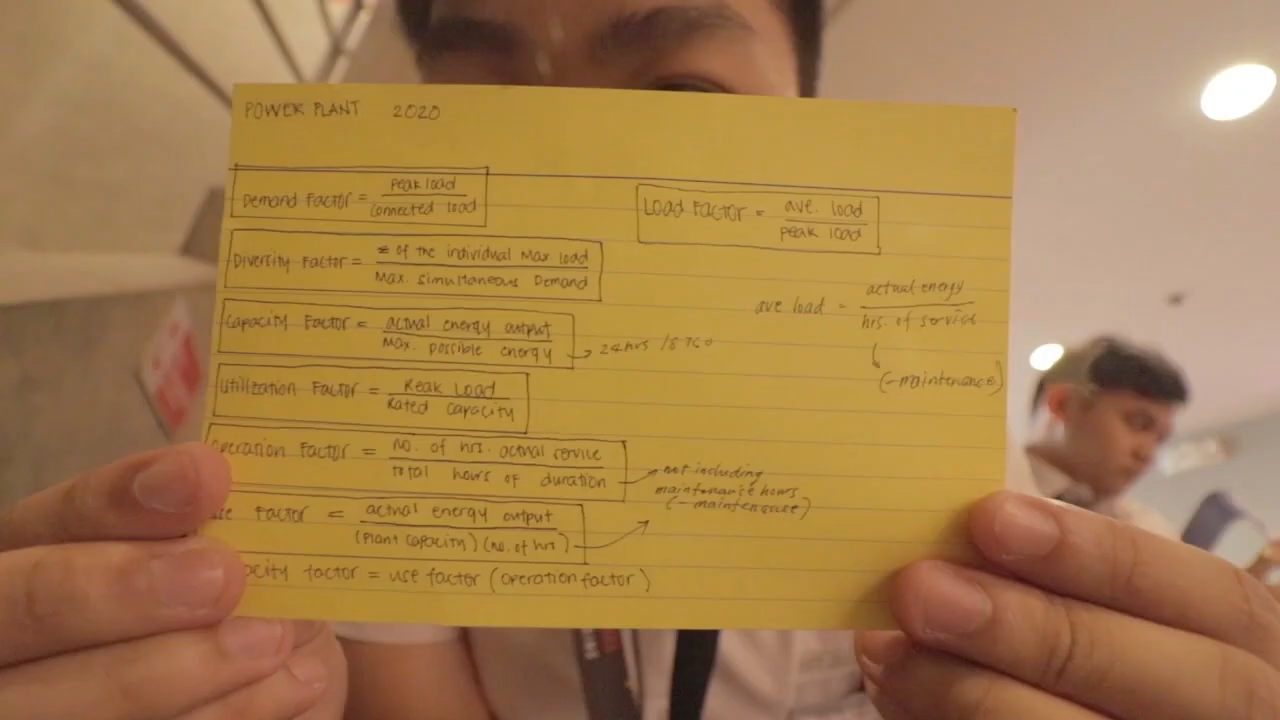 POWER PLANT 2020
Demand Factor = peak load
connected load
LOAD FACTOR = ave. load
peak load
Diversity Factor = Σ of the individual Max load
Max. simultaneous Demand
ave load = actual energy
hrs. of service
(-maintenance)
Capacity Factor = actual energy output
Max. possible energy → 24hrs / 8760
Utilization Factor = Peak Load
Rated capacity
Operation Factor = no. of hrs. actual service
total hours of duration
not including
maintenance hours
(- maintenance)
Factor = actual energy output
(Plant capacity) (no. of hr)
factor = use factor (operation factor)